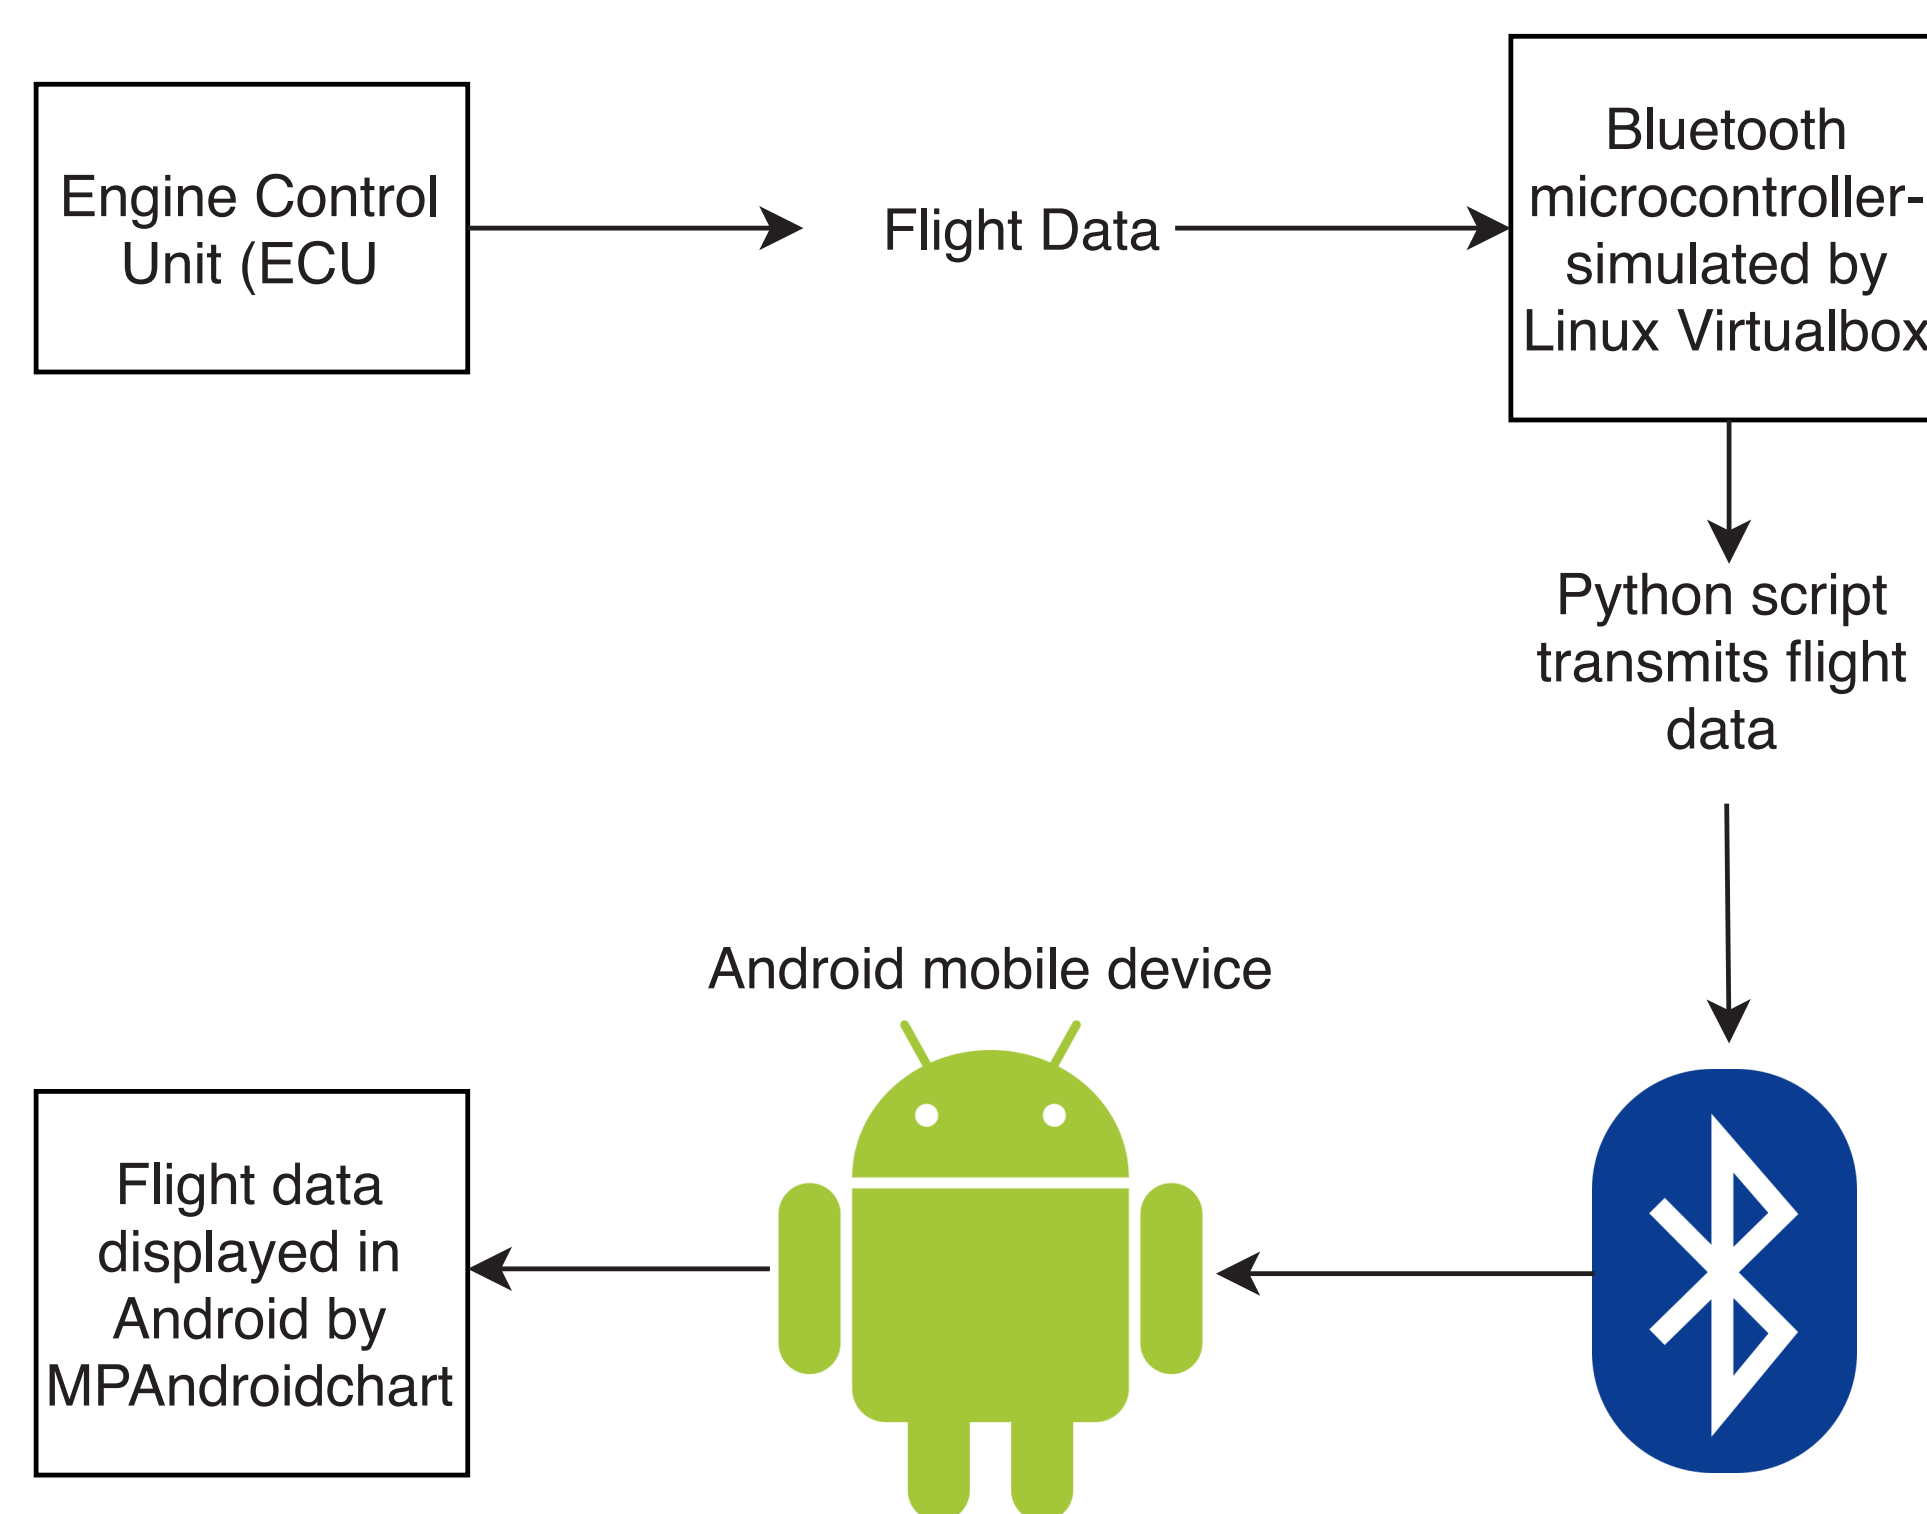 Engine Control
Unit (ECU
Flight Data
Bluetooth
microcontroller-
simulated by
Linux Virtualbox
Python script
transmits flight
data
Android mobile device
Flight data
displayed in
Android by
MPAndroidchart